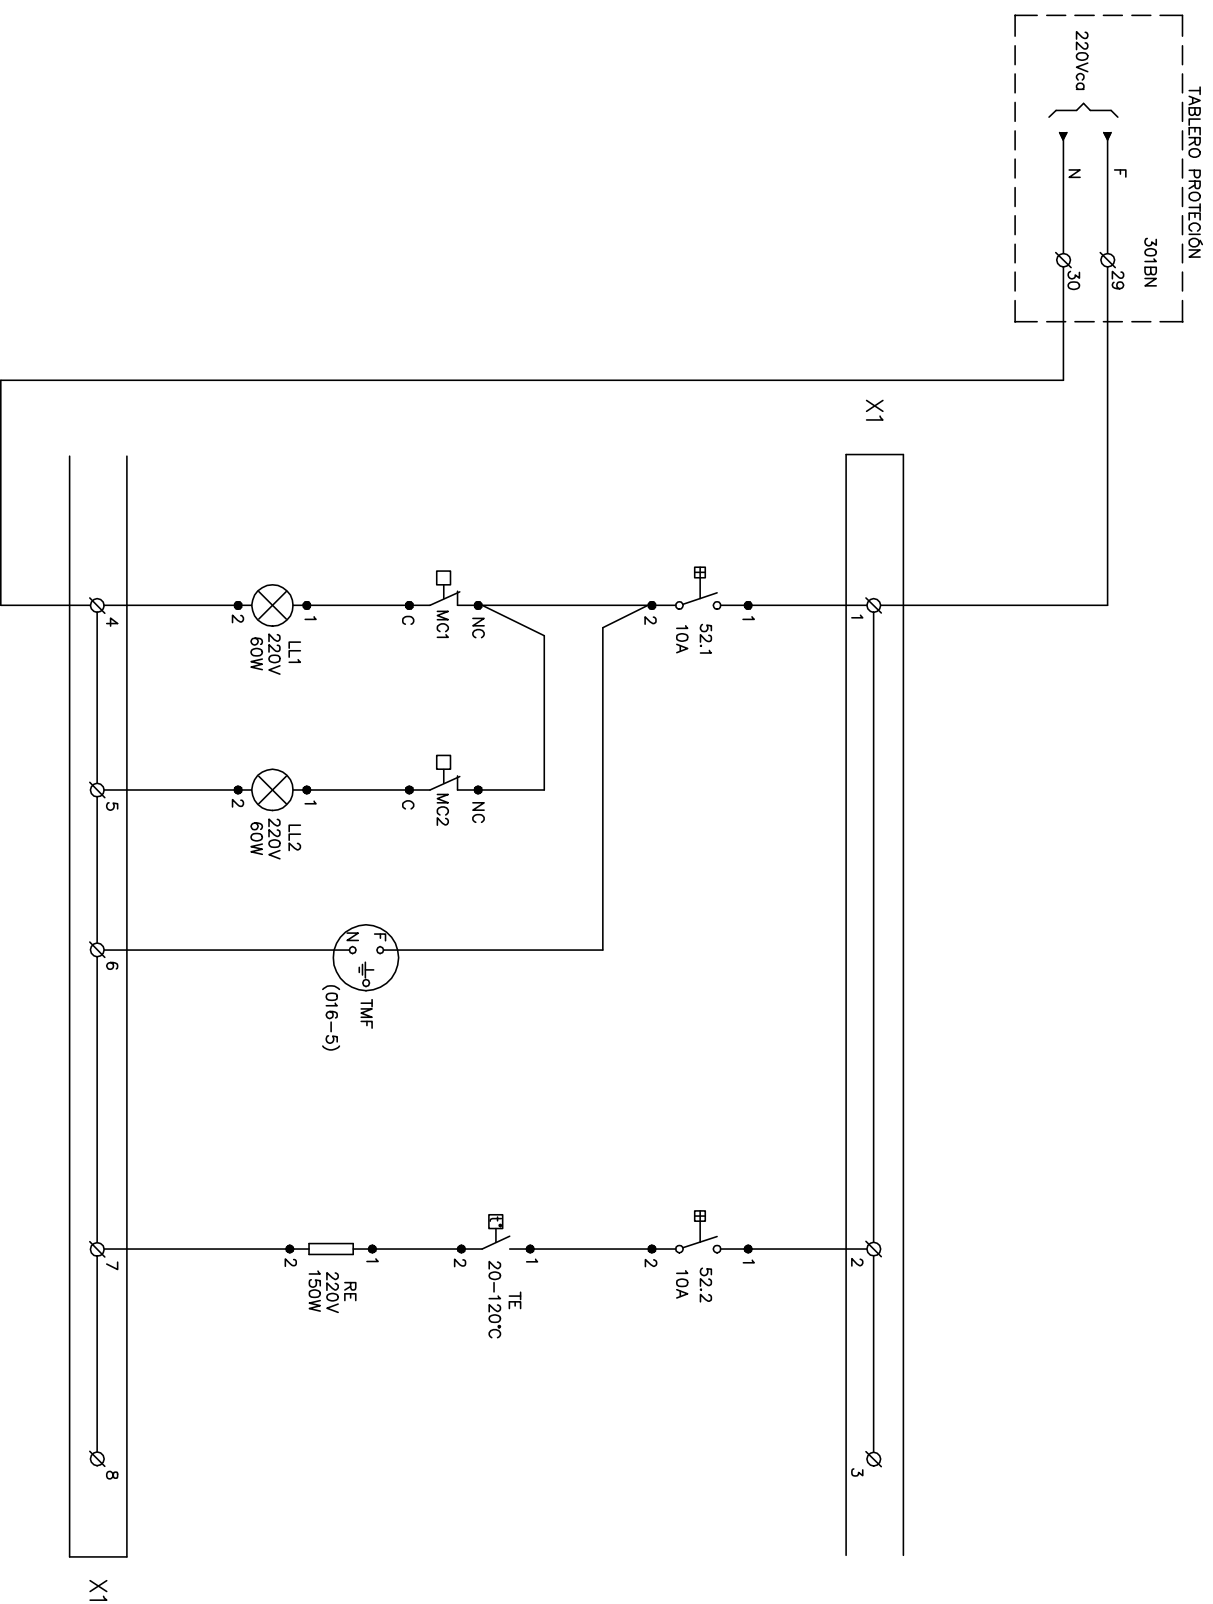 TABLERO PROTECIÓN
220Vca
F
N
301BN
29
30
X1
1
2
3
1
52.1
10A
2
1
52.2
10A
2
NC
MC1
C
NC
MC2
C
1
TE
20-120°C
t°
2
F
N
TMF
(016-5)
1
LL1
220V
60W
2
1
LL2
220V
60W
2
1
RE
220V
150W
2
4
5
6
7
8
X1